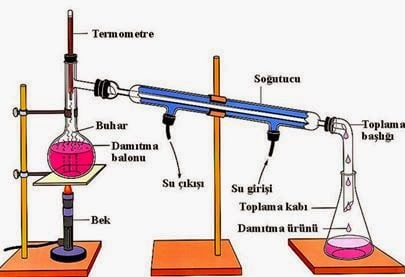 Termometre
Soğutucu
Buhar
Damıtma
balonu
Toplama
başlığı
Su çıkışı
Su girişi
Toplama kabı
Bek
Damıtma ürünü